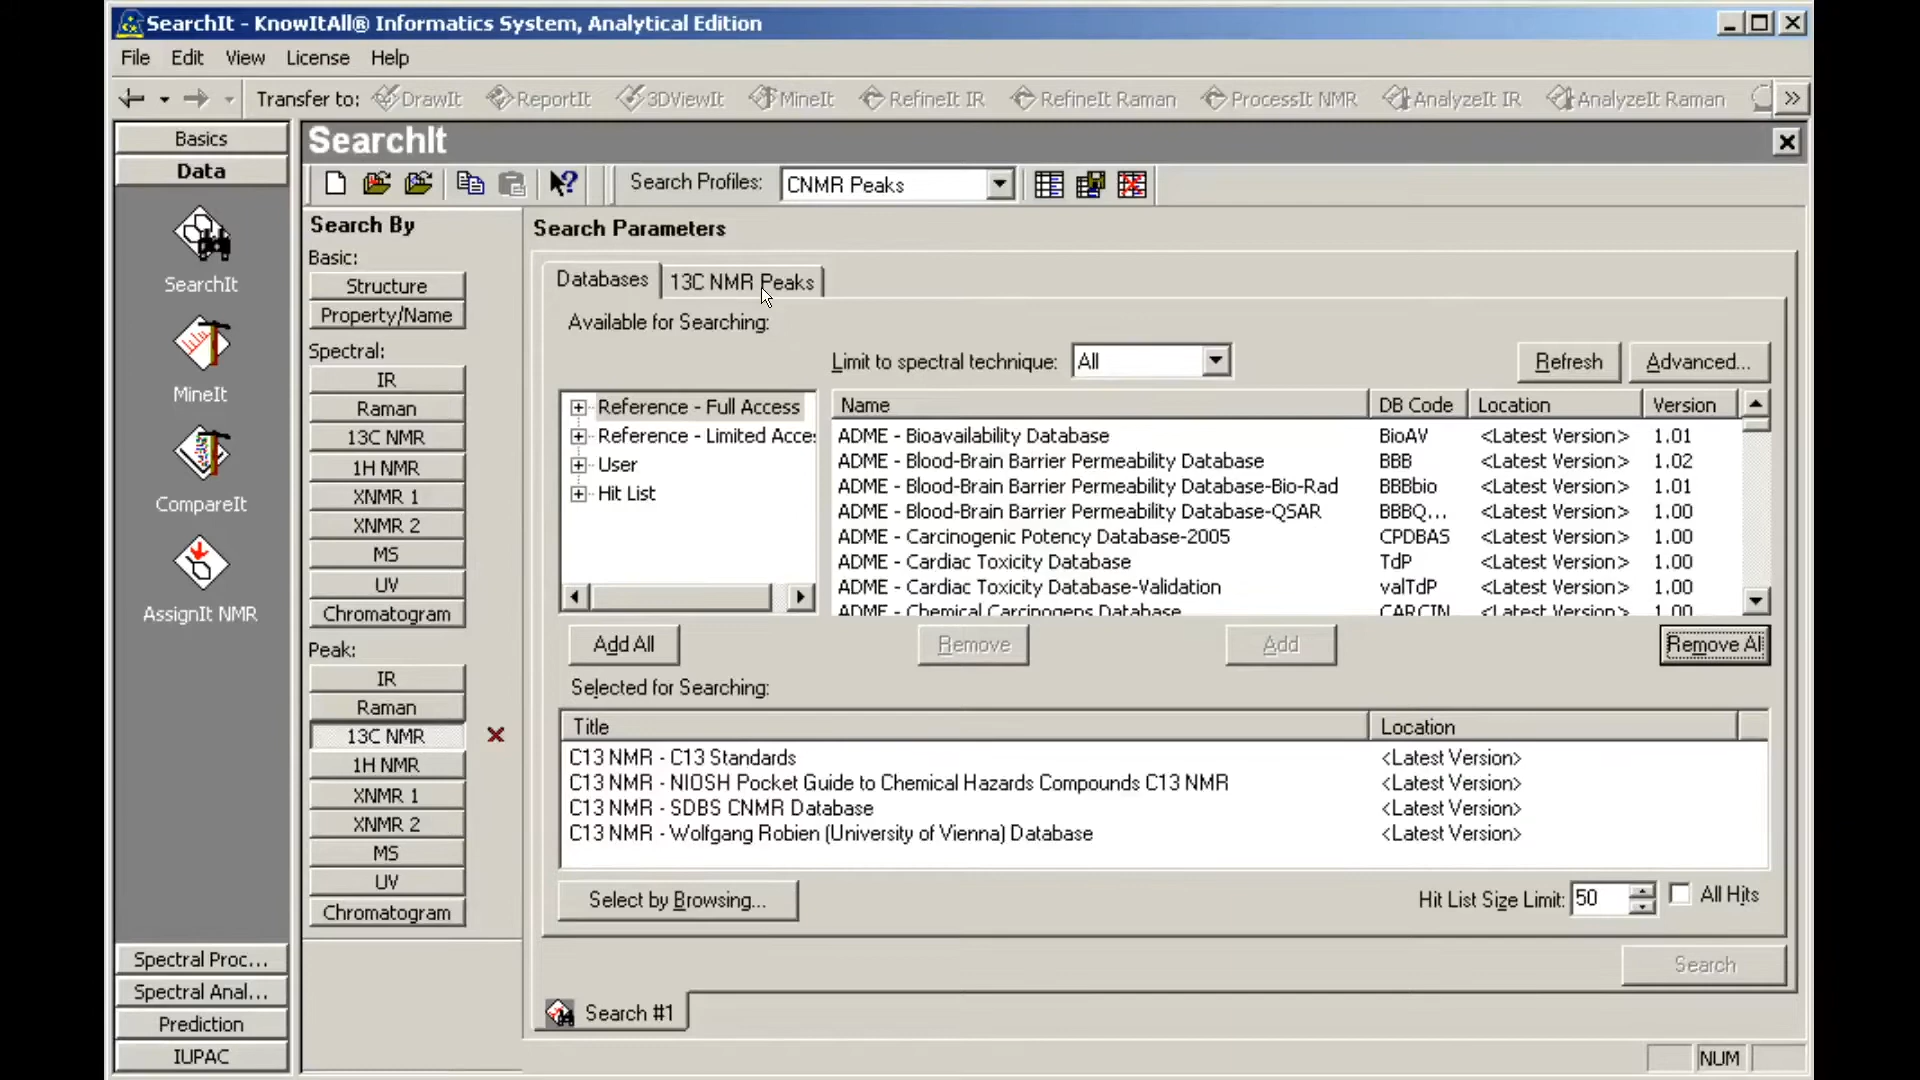 SearchIt - KnowItAll® Informatics System, Analytical Edition
File Edit View License Help
Transfer to: DrawIt ReportIt 3DViewIt MineIt RefineIt IR RefineIt Raman ProcessIt NMR AnalyzeIt IR AnalyzeIt Raman
Basics
Data
SearchIt
MineIt
CompareIt
AssignIt NMR
Spectral Proc...
Spectral Anal...
Prediction
IUPAC
SearchIt
Search Profiles: CNMR Peaks
Search By
Basic:
Structure
Property/Name
Spectral:
IR
Raman
13C NMR
1H NMR
XNMR 1
XNMR 2
MS
UV
Chromatogram
Peak:
IR
Raman
13C NMR
1H NMR
XNMR 1
XNMR 2
MS
UV
Chromatogram
Search Parameters
Databases 13C NMR Peaks
Available for Searching:
Limit to spectral technique: All Refresh Advanced...
Reference - Full Access
Reference - Limited Acce
User
Hit List
Name DB Code Location Version
ADME - Bioavailability Database BioAV <Latest Version> 1.01
ADME - Blood-Brain Barrier Permeability Database BBB <Latest Version> 1.02
ADME - Blood-Brain Barrier Permeability Database-Bio-Rad BBBbio <Latest Version> 1.01
ADME - Blood-Brain Barrier Permeability Database-QSAR BBBQ... <Latest Version> 1.00
ADME - Carcinogenic Potency Database-2005 CPDBAS <Latest Version> 1.00
ADME - Cardiac Toxicity Database TdP <Latest Version> 1.00
ADME - Cardiac Toxicity Database-Validation valTdP <Latest Version> 1.00
ADME - Chemical Carcinogens Database CARCIN <Latest Version> 1.00
Add All Remove Add Remove All
Selected for Searching:
Title Location
C13 NMR - C13 Standards <Latest Version>
C13 NMR - NIOSH Pocket Guide to Chemical Hazards Compounds C13 NMR <Latest Version>
C13 NMR - SDBS CNMR Database <Latest Version>
C13 NMR - Wolfgang Robien (University of Vienna) Database <Latest Version>
Select by Browsing... Hit List Size Limit: 50 All Hits
Search
Search #1
NUM